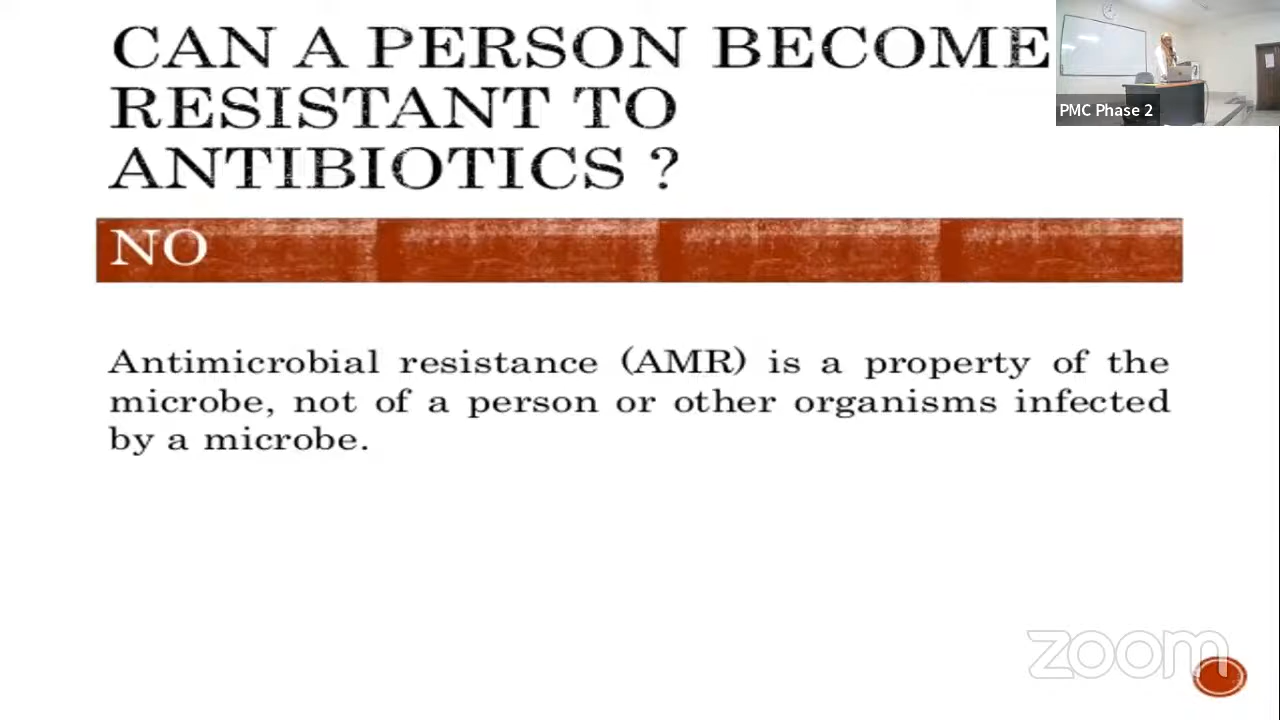 CAN A PERSON BECOME
RESISTANT TO
ANTIBIOTICS ?
PMC Phase 2
NO
Antimicrobial resistance (AMR) is a property of the
microbe, not of a person or other organisms infected
by a microbe.
zoom